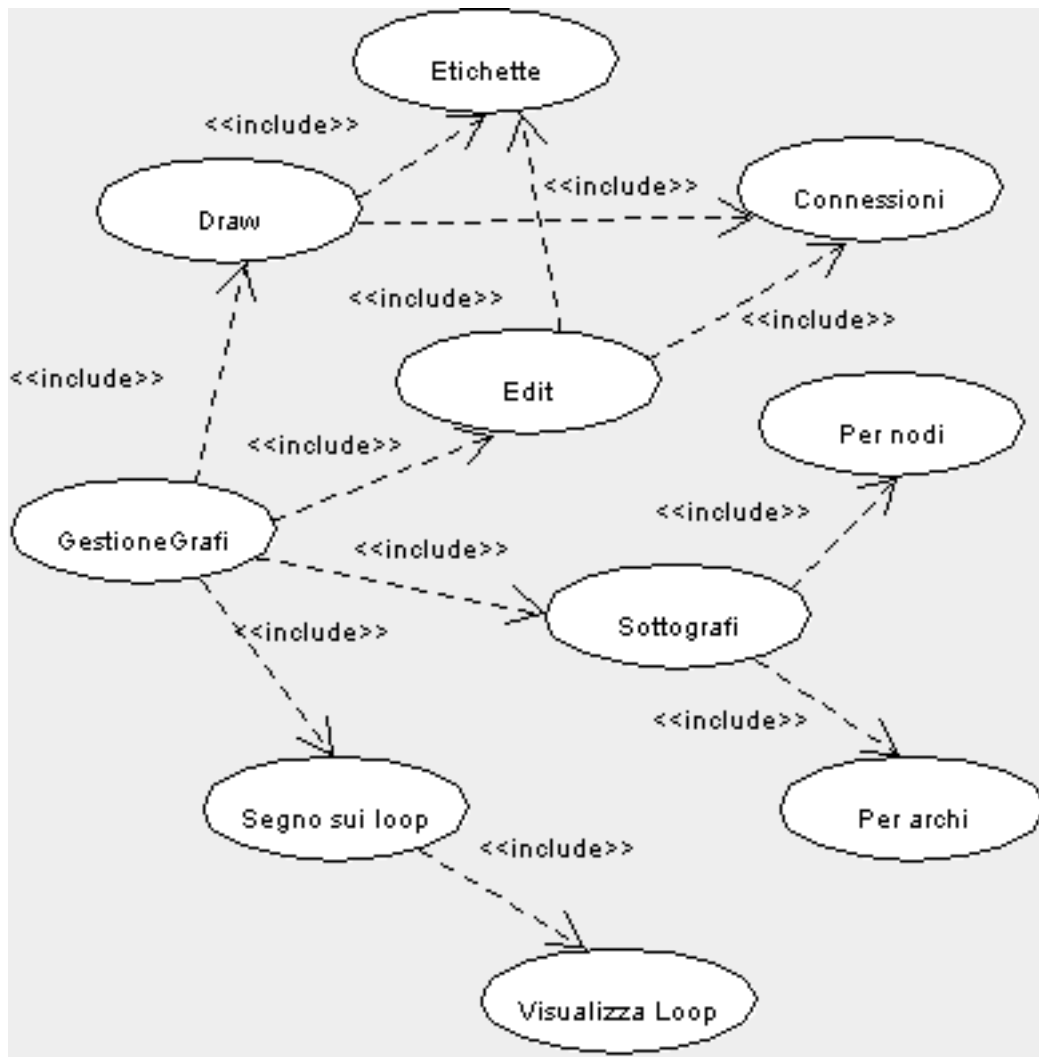 Etichette
<<include>>
<<include>>
Connessioni
Draw
<<include>>
<<include>>
<<include>>
Edit
<<include>>
Per nodi
<<include>>
GestioneGrafi
<<include>>
Sottografi
<<include>>
<<include>>
Segno sui loop
Per archi
<<include>>
Visualizza Loop